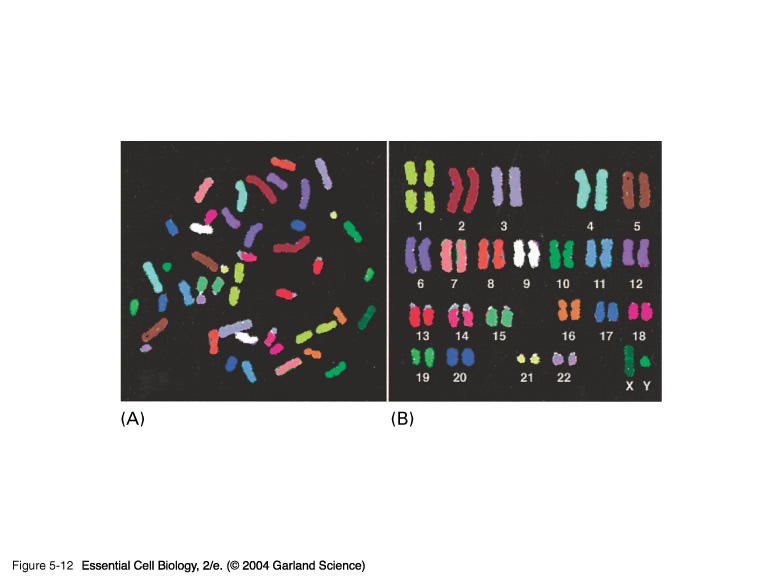 1 2 3 4 5
6 7 8 9 10 11 12
13 14 15 16 17 18
19 20 21 22 X Y
(A) (B)
Figure 5-12 Essential Cell Biology, 2/e. (© 2004 Garland Science)